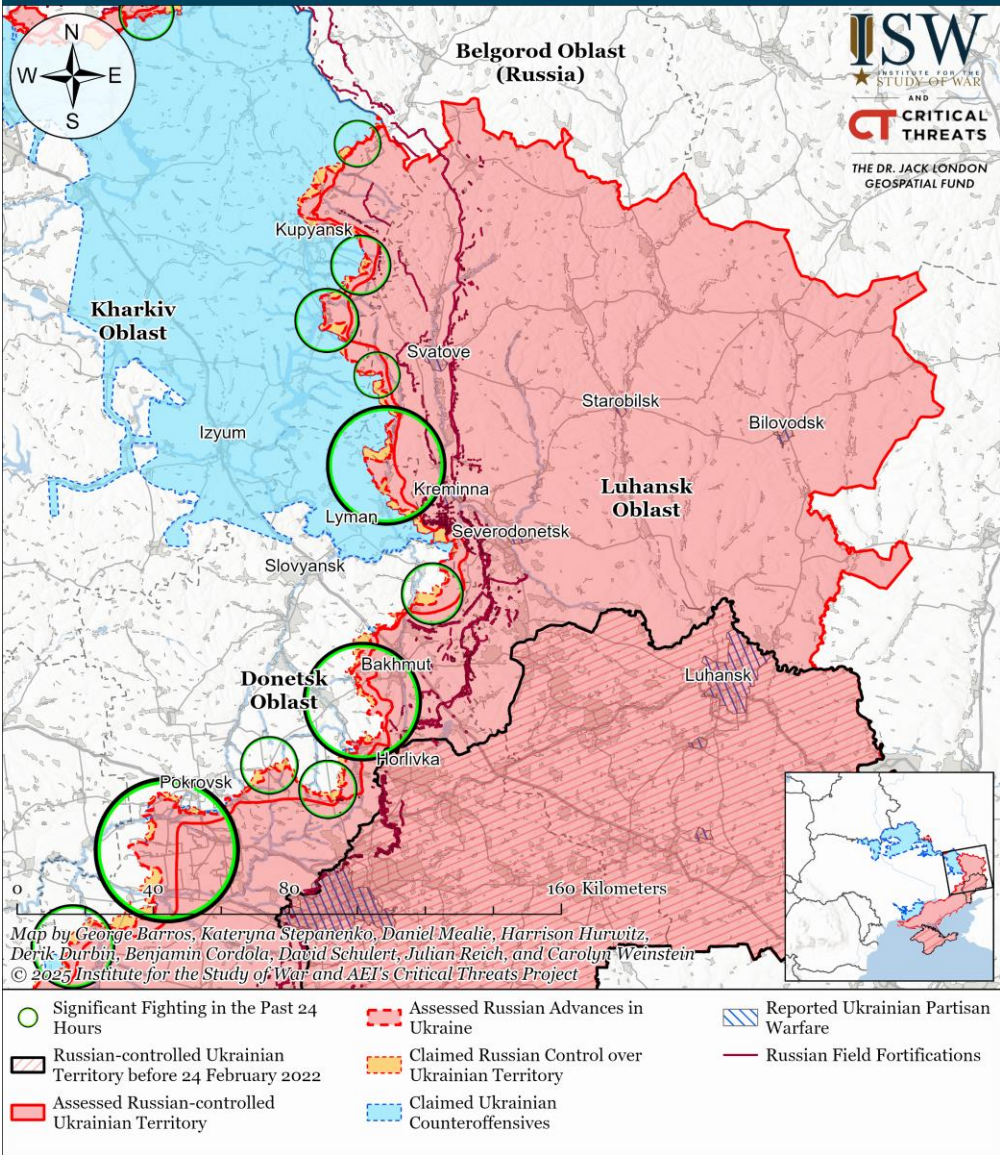 N
W E
S
Belgorod Oblast
(Russia)
ISW
INSTITUTE FOR THE
STUDY OF WAR
AND
CT CRITICAL
THREATS
THE DR. JACK LONDON
GEOSPATIAL FUND
Kupyansk
Kharkiv
Oblast
Svatove
Starobilsk
Bilovodsk
Izyum
Kreminna
Luhansk
Oblast
Lyman
Severodonetsk
Slovyansk
Bakhmut
Donetsk
Oblast
Luhansk
Horlivka
Pokrovsk
0 40 80 160 Kilometers
Map by George Barros, Kateryna Stepanenko, Daniel Mealie, Harrison Hurwitz,
Derik Durbin, Benjamin Cordola, David Schulert, Julian Reich, and Carolyn Weinstein
© 2025 Institute for the Study of War and AEI's Critical Threats Project
Significant Fighting in the Past 24
Hours
Russian-controlled Ukrainian
Territory before 24 February 2022
Assessed Russian-controlled
Ukrainian Territory
Assessed Russian Advances in
Ukraine
Claimed Russian Control over
Ukrainian Territory
Claimed Ukrainian
Counteroffensives
Reported Ukrainian Partisan
Warfare
Russian Field Fortifications